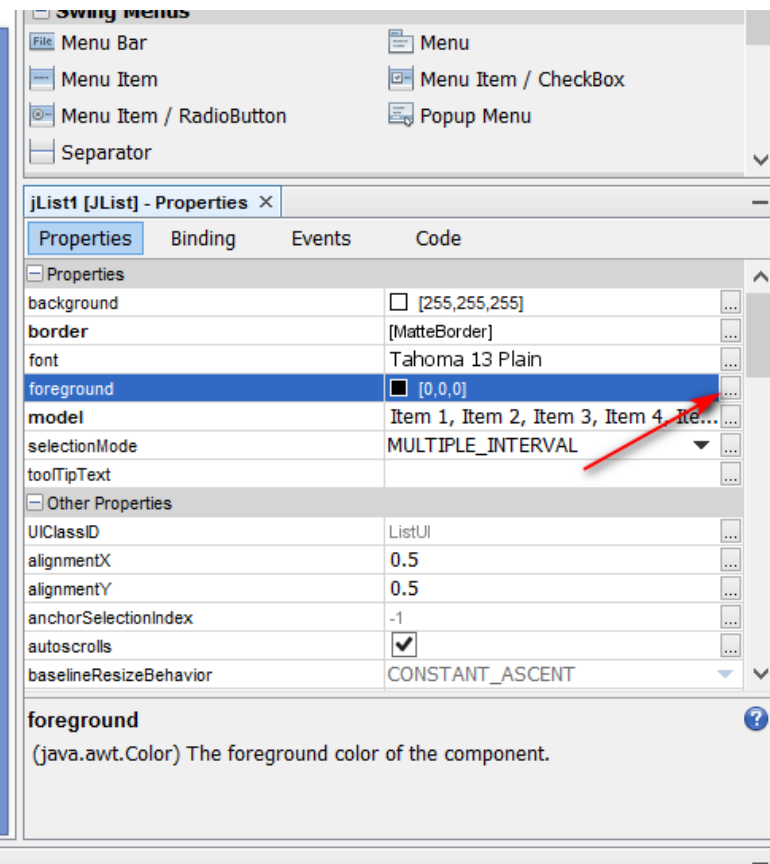 Swing Menus
File Menu Bar
Menu
Menu Item
Menu Item / CheckBox
Menu Item / RadioButton
Popup Menu
Separator
jList1 [JList] - Properties ×
Properties Binding Events Code
Properties
background [255,255,255] ...
border [MatteBorder] ...
font Tahoma 13 Plain ...
foreground [0,0,0] ...
model Item 1, Item 2, Item 3, Item 4, Ite... ...
selectionMode MULTIPLE_INTERVAL ...
toolTipText ...
Other Properties
UIClassID ListUI ...
alignmentX 0.5 ...
alignmentY 0.5 ...
anchorSelectionIndex -1 ...
autoscrolls ...
baselineResizeBehavior CONSTANT_ASCENT
foreground ?
(java.awt.Color) The foreground color of the component.